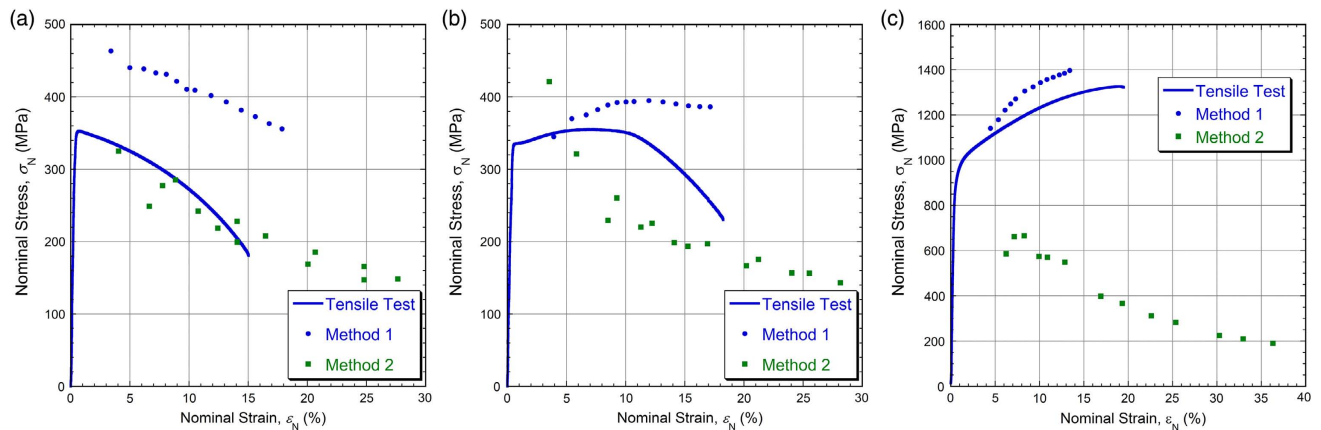 (a)
500
400
300
200
100
0
0 5 10 15 20 25 30
Nominal Stress, σN (MPa)
Nominal Strain, εN (%)
Tensile Test
Method 1
Method 2
(b)
500
400
300
200
100
0
0 5 10 15 20 25 30
Nominal Stress, σN (MPa)
Nominal Strain, εN (%)
Tensile Test
Method 1
Method 2
(c)
1600
1400
1200
1000
800
600
400
200
0
0 5 10 15 20 25 30 35 40
Nominal Stress, σN (MPa)
Nominal Strain, εN (%)
Tensile Test
Method 1
Method 2